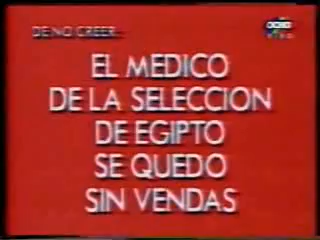 DE NO CREER...
EL MEDICO
DE LA SELECCION
DE EGIPTO
SE QUEDO
SIN VENDAS